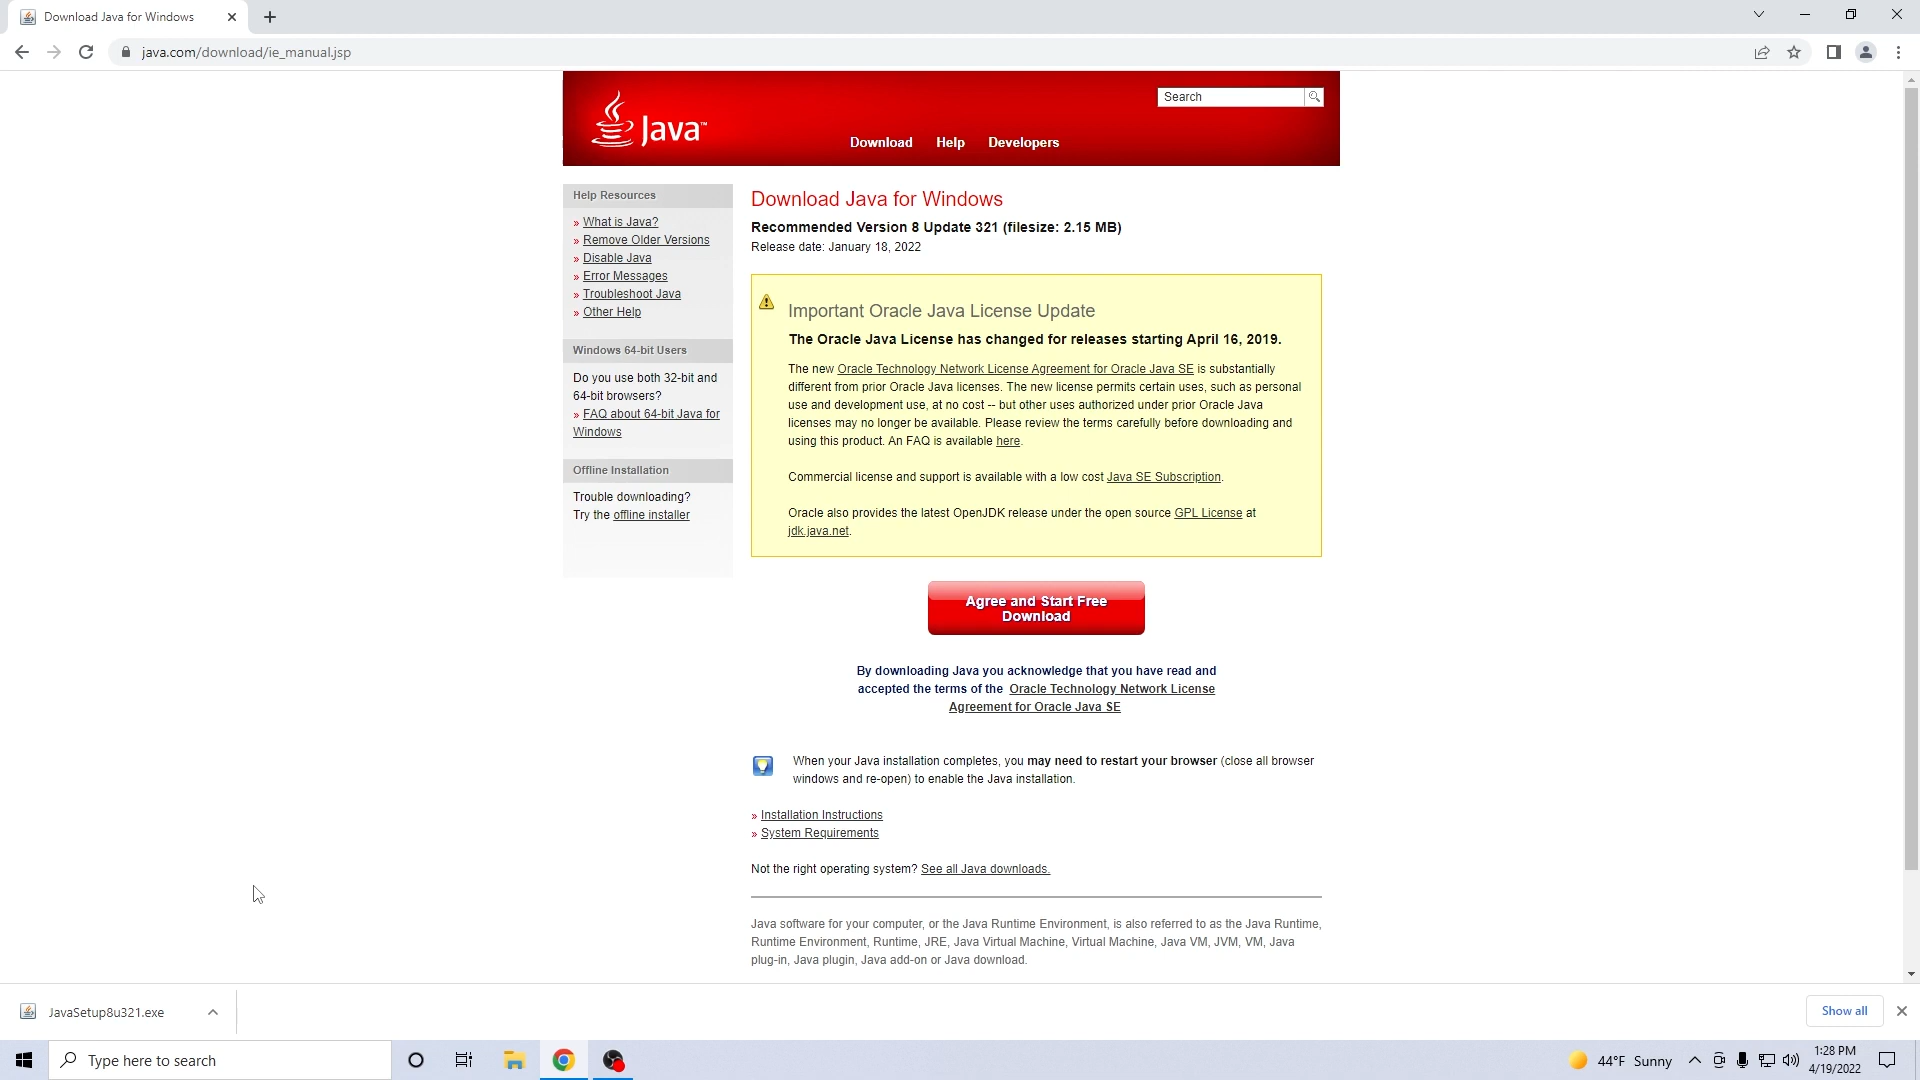 Download Java for Windows
java.com/download/ie_manual.jsp
Java™
Search
Download Help Developers
Help Resources
» What is Java?
» Remove Older Versions
» Disable Java
» Error Messages
» Troubleshoot Java
» Other Help
Windows 64-bit Users
Do you use both 32-bit and
64-bit browsers?
» FAQ about 64-bit Java for
Windows
Offline Installation
Trouble downloading?
Try the offline installer
Download Java for Windows
Recommended Version 8 Update 321 (filesize: 2.15 MB)
Release date: January 18, 2022
Important Oracle Java License Update
The Oracle Java License has changed for releases starting April 16, 2019.
The new Oracle Technology Network License Agreement for Oracle Java SE is substantially
different from prior Oracle Java licenses. The new license permits certain uses, such as personal
use and development use, at no cost -- but other uses authorized under prior Oracle Java
licenses may no longer be available. Please review the terms carefully before downloading and
using this product. An FAQ is available here.
Commercial license and support is available with a low cost Java SE Subscription.
Oracle also provides the latest OpenJDK release under the open source GPL License at
jdk.java.net.
Agree and Start Free
Download
By downloading Java you acknowledge that you have read and
accepted the terms of the Oracle Technology Network License
Agreement for Oracle Java SE
When your Java installation completes, you may need to restart your browser (close all browser
windows and re-open) to enable the Java installation.
» Installation Instructions
» System Requirements
Not the right operating system? See all Java downloads.
Java software for your computer, or the Java Runtime Environment, is also referred to as the Java Runtime,
Runtime Environment, Runtime, JRE, Java Virtual Machine, Virtual Machine, Java VM, JVM, VM, Java
plug-in, Java plugin, Java add-on or Java download.
JavaSetup8u321.exe
Show all
Type here to search
44°F Sunny
1:28 PM
4/19/2022